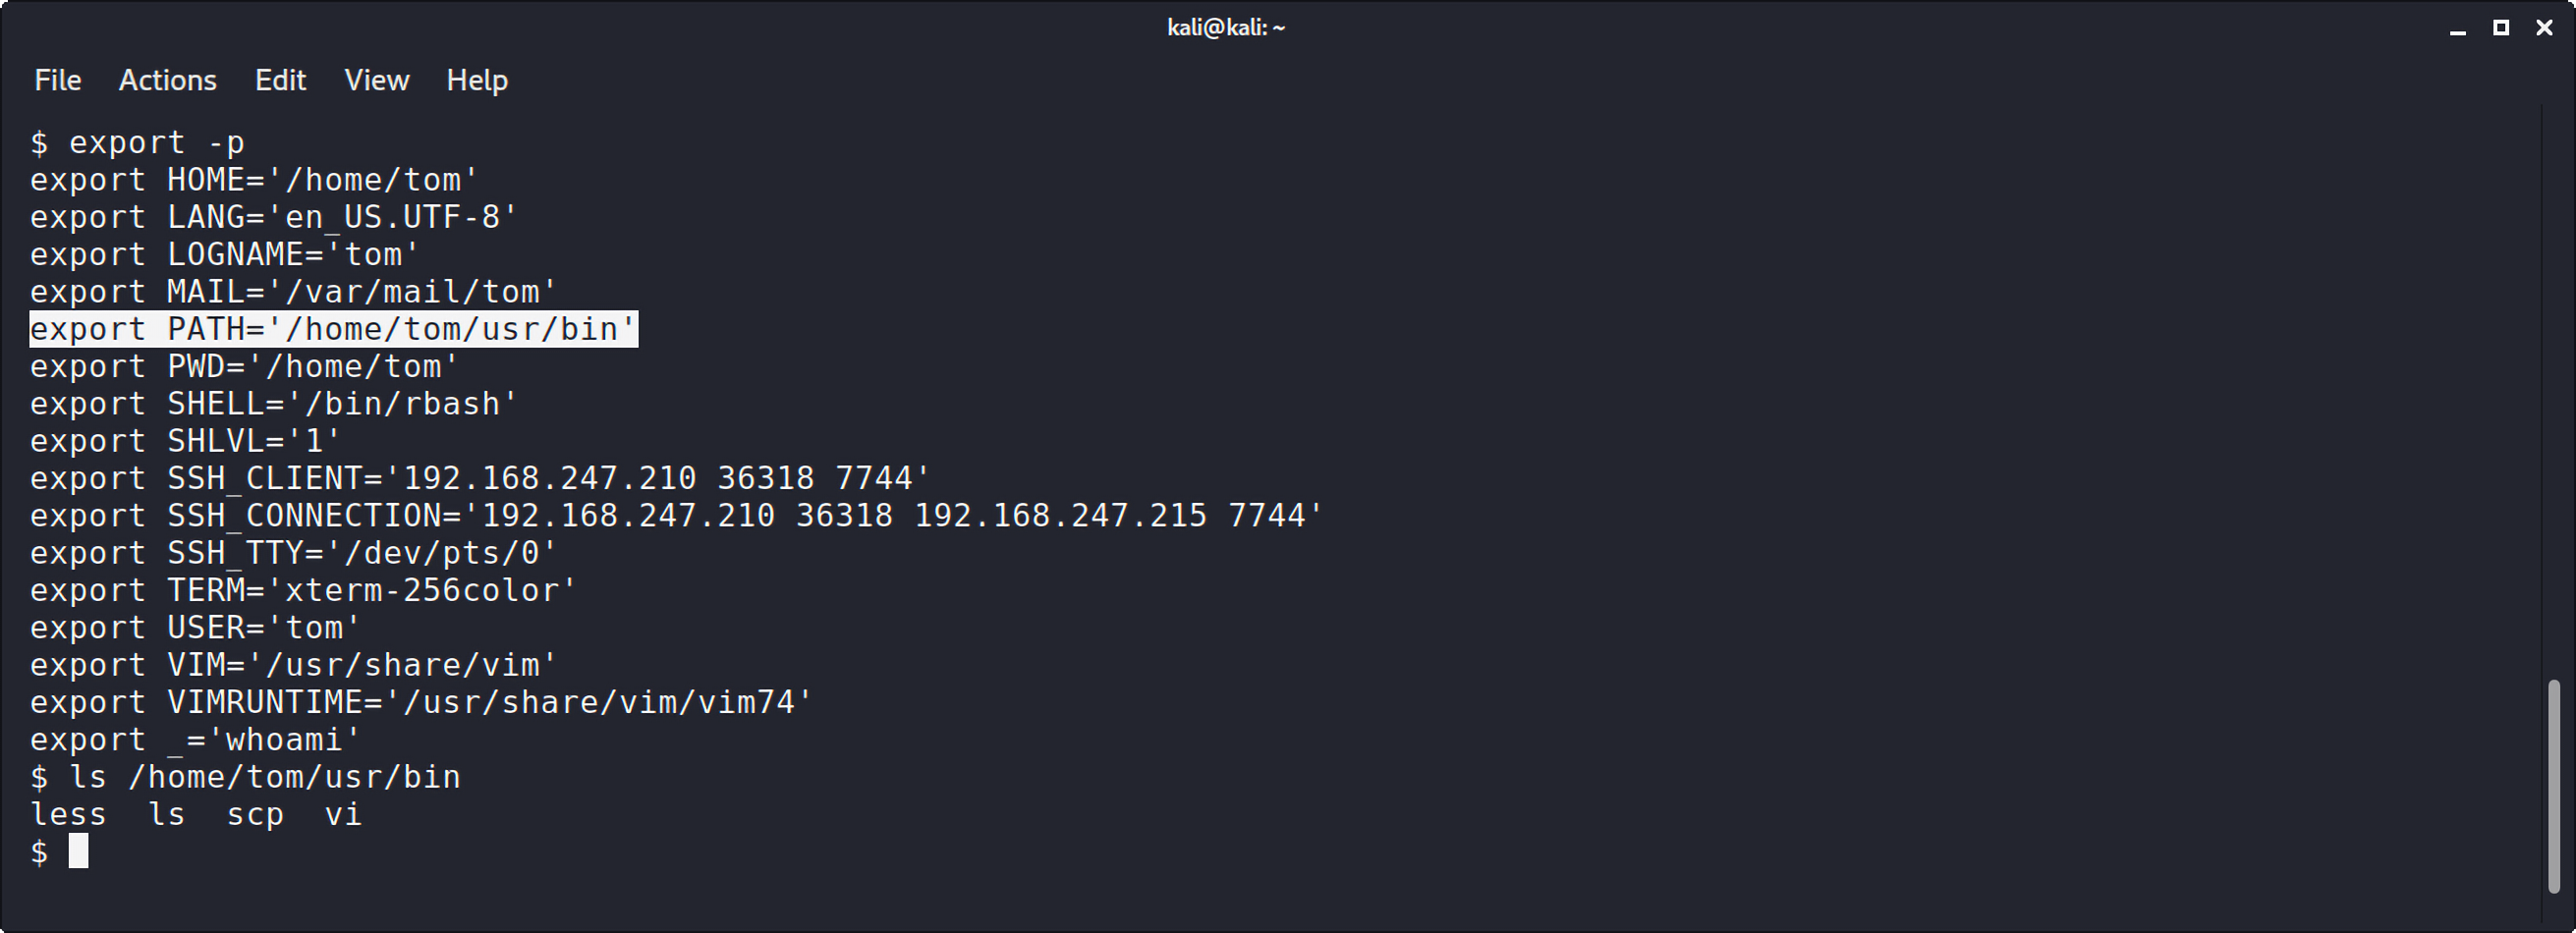 kali@kali: ~
File Actions Edit View Help
$ export -p
export HOME='/home/tom'
export LANG='en_US.UTF-8'
export LOGNAME='tom'
export MAIL='/var/mail/tom'
export PATH='/home/tom/usr/bin'
export PWD='/home/tom'
export SHELL='/bin/rbash'
export SHLVL='1'
export SSH_CLIENT='192.168.247.210 36318 7744'
export SSH_CONNECTION='192.168.247.210 36318 192.168.247.215 7744'
export SSH_TTY='/dev/pts/0'
export TERM='xterm-256color'
export USER='tom'
export VIM='/usr/share/vim'
export VIMRUNTIME='/usr/share/vim/vim74'
export _='whoami'
$ ls /home/tom/usr/bin
less  ls  scp  vi
$